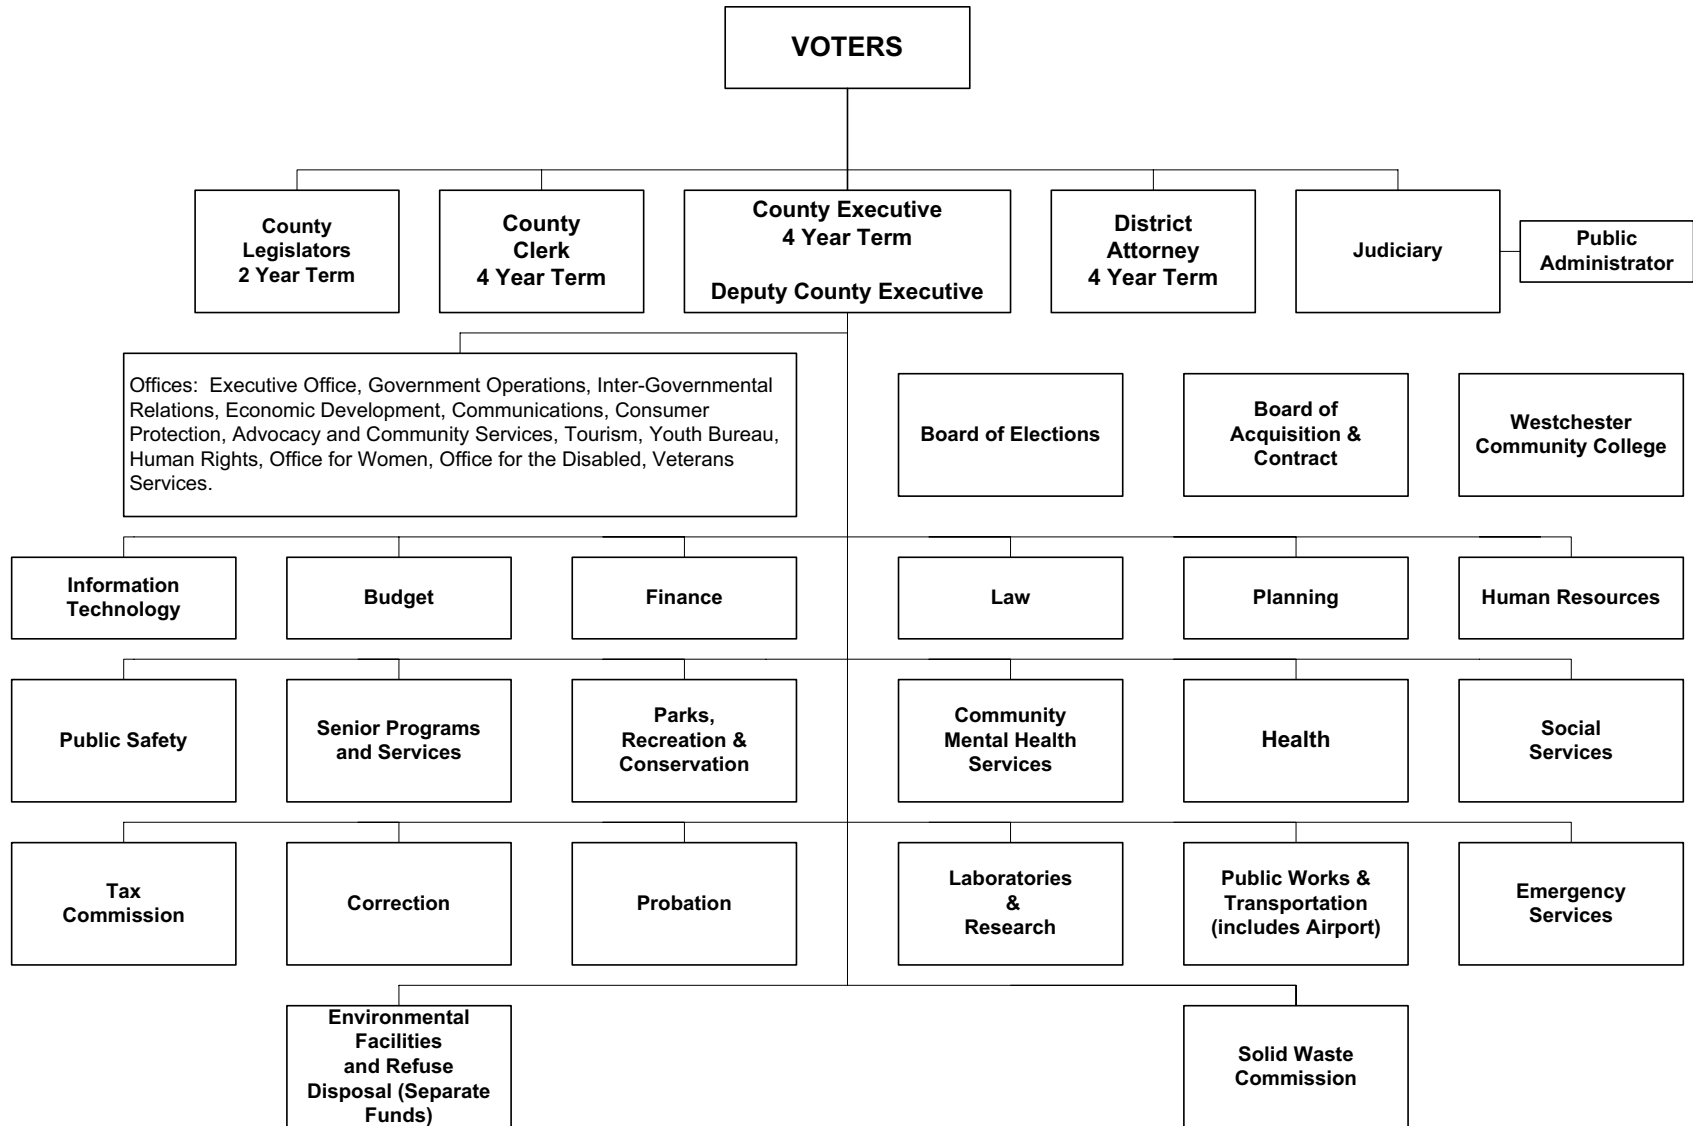 VOTERS
County
Legislators
2 Year Term
County
Clerk
4 Year Term
County Executive
4 Year Term
Deputy County Executive
District
Attorney
4 Year Term
Judiciary
Public
Administrator
Offices:  Executive Office, Government Operations, Inter-Governmental
Relations, Economic Development, Communications, Consumer
Protection, Advocacy and Community Services, Tourism, Youth Bureau,
Human Rights, Office for Women, Office for the Disabled, Veterans
Services.
Board of Elections
Board of
Acquisition &
Contract
Westchester
Community College
Information
Technology
Budget
Finance
Law
Planning
Human Resources
Public Safety
Senior Programs
and Services
Parks,
Recreation &
Conservation
Community
Mental Health
Services
Health
Social
Services
Tax
Commission
Correction
Probation
Laboratories
&
Research
Public Works &
Transportation
(includes Airport)
Emergency
Services
Environmental
Facilities
and Refuse
Disposal (Separate
Funds)
Solid Waste
Commission